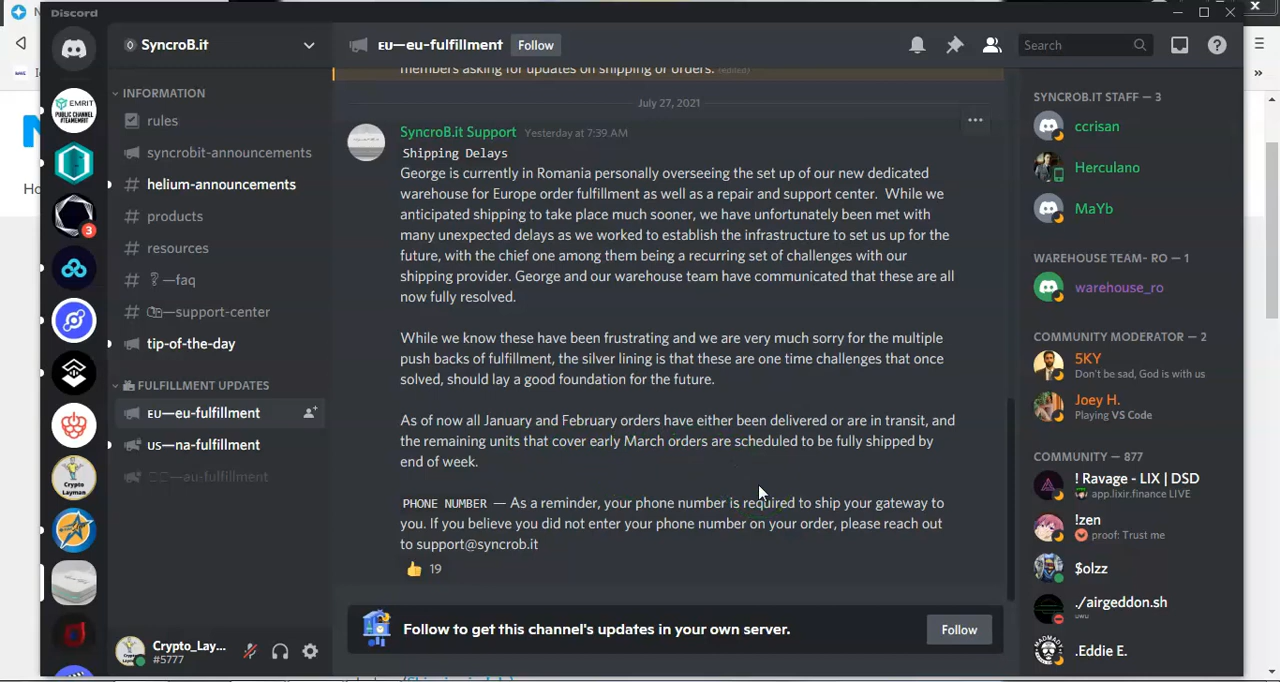 Discord
SyncroB.it
INFORMATION
rules
syncrobit-announcements
helium-announcements
products
resources
—faq
—support-center
tip-of-the-day
FULFILLMENT UPDATES
EU—eu-fulfillment
US—na-fulfillment
—au-fulfillment
EMRIT
PUBLIC CHANNEL
#TEAMEMRIT
3
Crypto
Layman
Crypto_Lay...
#5777
EU—eu-fulfillment
Follow
Search
members asking for updates on shipping or orders. (edited)
July 27, 2021
SyncroB.it Support Yesterday at 7:39 AM
Shipping Delays
George is currently in Romania personally overseeing the set up of our new dedicated
warehouse for Europe order fulfillment as well as a repair and support center. While we
anticipated shipping to take place much sooner, we have unfortunately been met with
many unexpected delays as we worked to establish the infrastructure to set us up for the
future, with the chief one among them being a recurring set of challenges with our
shipping provider. George and our warehouse team have communicated that these are all
now fully resolved.
While we know these have been frustrating and we are very much sorry for the multiple
push backs of fulfillment, the silver lining is that these are one time challenges that once
solved, should lay a good foundation for the future.
As of now all January and February orders have either been delivered or are in transit, and
the remaining units that cover early March orders are scheduled to be fully shipped by
end of week.
PHONE NUMBER — As a reminder, your phone number is required to ship your gateway to
you. If you believe you did not enter your phone number on your order, please reach out
to support@syncrob.it
👍 19
Follow to get this channel's updates in your own server.
Follow
SYNCROB.IT STAFF — 3
ccrisan
Herculano
MaYb
WAREHOUSE TEAM- RO — 1
warehouse_ro
COMMUNITY MODERATOR — 2
5KY
Don't be sad, God is with us
Joey H.
Playing VS Code
COMMUNITY — 877
! Ravage - LIX | DSD
app.lixir.finance LIVE
!zen
proof: Trust me
$olzz
./airgeddon.sh
uwu
.Eddie E.